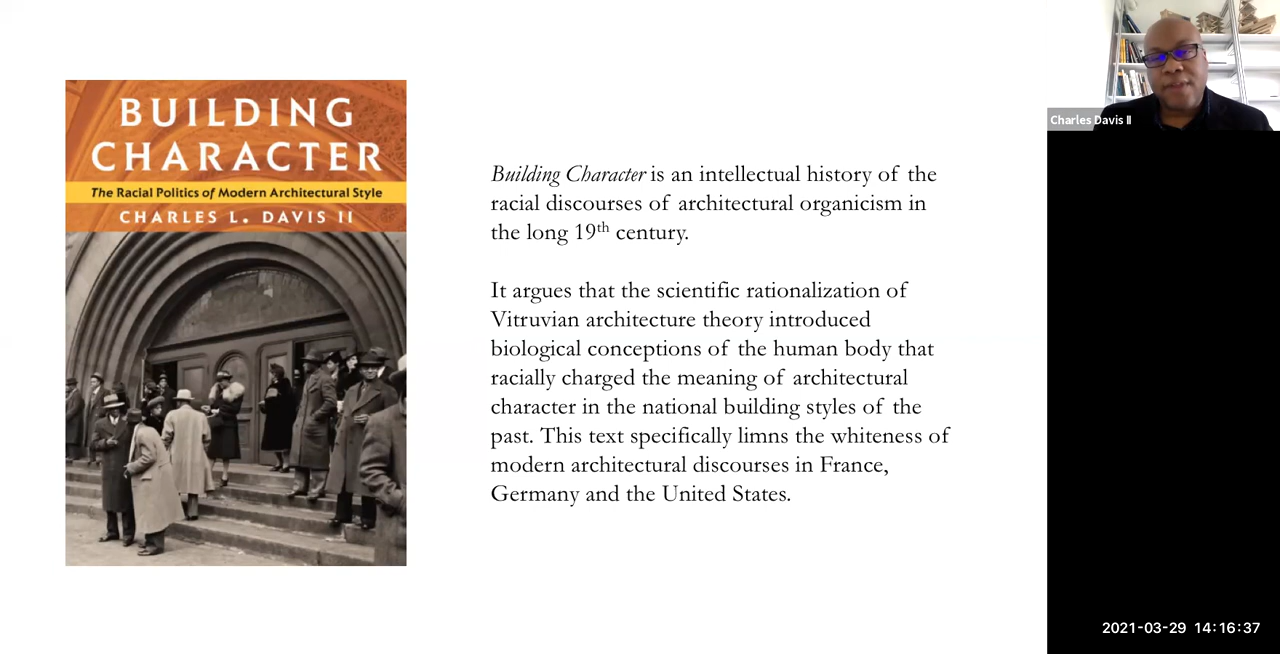 BUILDING
CHARACTER
The Racial Politics of Modern Architectural Style
CHARLES L. DAVIS II
Building Character is an intellectual history of the
racial discourses of architectural organicism in
the long 19th century.
It argues that the scientific rationalization of
Vitruvian architecture theory introduced
biological conceptions of the human body that
racially charged the meaning of architectural
character in the national building styles of the
past. This text specifically limns the whiteness of
modern architectural discourses in France,
Germany and the United States.
Charles Davis II
2021-03-29 14:16:37